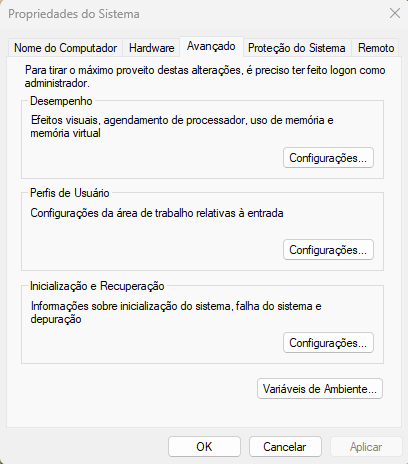 Propriedades do Sistema
Nome do Computador Hardware Avançado Proteção do Sistema Remoto
Para tirar o máximo proveito destas alterações, é preciso ter feito logon como
administrador.
Desempenho
Efeitos visuais, agendamento de processador, uso de memória e
memória virtual
Configurações...
Perfis de Usuário
Configurações da área de trabalho relativas à entrada
Configurações...
Inicialização e Recuperação
Informações sobre inicialização do sistema, falha do sistema e
depuração
Configurações...
Variáveis de Ambiente...
OK Cancelar Aplicar